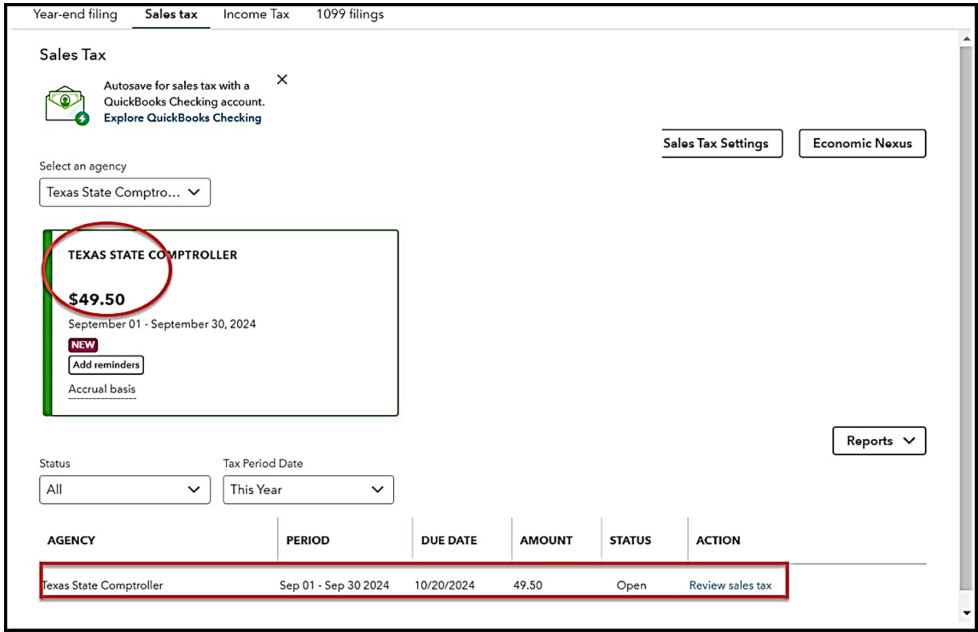 Year-end filing Sales tax Income Tax 1099 filings
Sales Tax
Autosave for sales tax with a
QuickBooks Checking account.
Explore QuickBooks Checking
Sales Tax Settings Economic Nexus
Select an agency
Texas State Comptro...
TEXAS STATE COMPTROLLER
$49.50
September 01 - September 30, 2024
NEW
Add reminders
Accrual basis
Reports
Status Tax Period Date
All This Year
AGENCY PERIOD DUE DATE AMOUNT STATUS ACTION
Texas State Comptroller Sep 01 - Sep 30 2024 10/20/2024 49.50 Open Review sales tax